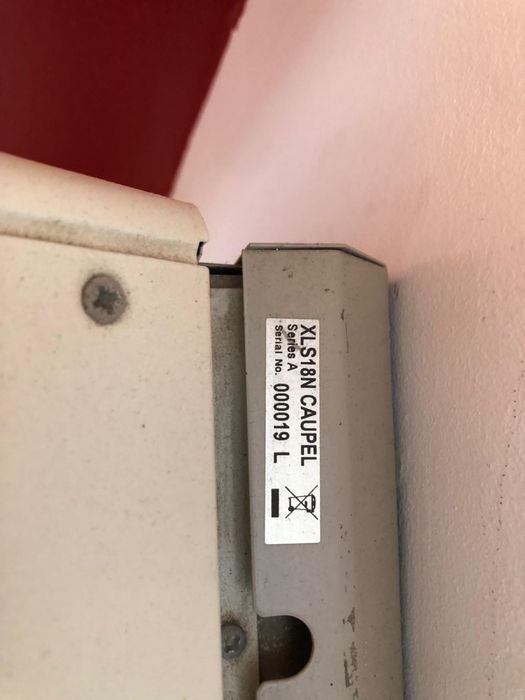 XLS18N CAUPEL
Series A
Serial No. 000019 L